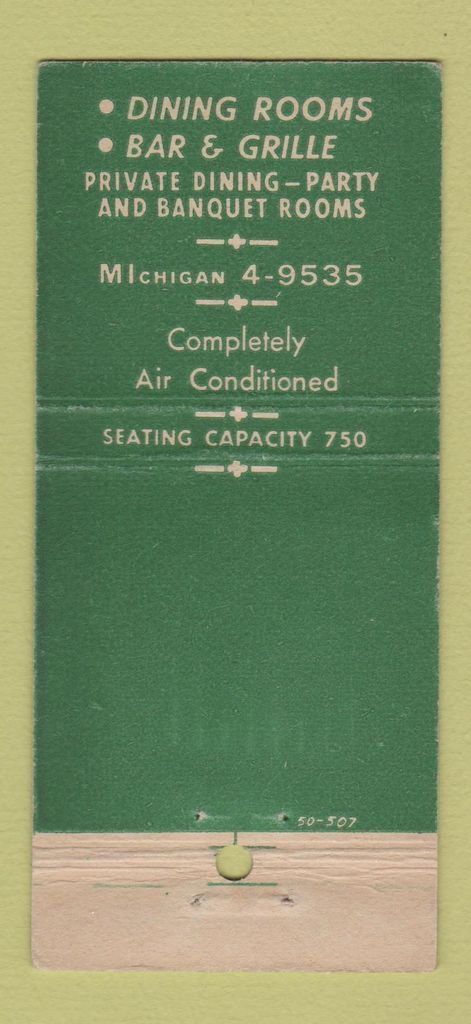 • DINING ROOMS
• BAR & GRILLE
PRIVATE DINING—PARTY
AND BANQUET ROOMS
MICHIGAN 4-9535
Completely
Air Conditioned
SEATING CAPACITY 750
50-507